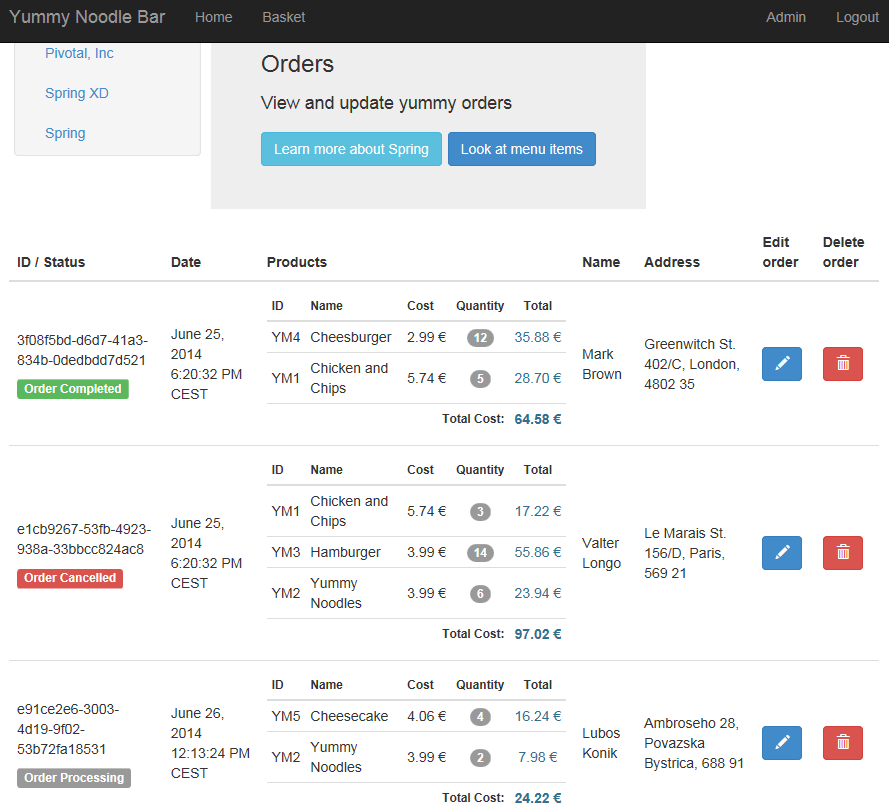 Yummy Noodle Bar Home Basket Admin Logout
Pivotal, Inc
Spring XD
Spring
Orders
View and update yummy orders
Learn more about Spring Look at menu items
ID / Status Date Products Name Address Edit order Delete order
3f08f5bd-d6d7-41a3-
834b-0dedbdd7d521
Order Completed
June 25,
2014
6:20:32 PM
CEST
ID Name Cost Quantity Total
YM4 Cheesburger 2.99 € 12 35.88 €
YM1 Chicken and Chips 5.74 € 5 28.70 €
Total Cost: 64.58 €
Mark
Brown
Greenwitch St.
402/C, London,
4802 35
e1cb9267-53fb-4923-
938a-33bbcc824ac8
Order Cancelled
June 25,
2014
6:20:32 PM
CEST
ID Name Cost Quantity Total
YM1 Chicken and Chips 5.74 € 3 17.22 €
YM3 Hamburger 3.99 € 14 55.86 €
YM2 Yummy Noodles 3.99 € 6 23.94 €
Total Cost: 97.02 €
Valter
Longo
Le Marais St.
156/D, Paris,
569 21
e91ce2e6-3003-
4d19-9f02-
53b72fa18531
Order Processing
June 26,
2014
12:13:24 PM
CEST
ID Name Cost Quantity Total
YM5 Cheesecake 4.06 € 4 16.24 €
YM2 Yummy Noodles 3.99 € 2 7.98 €
Total Cost: 24.22 €
Lubos
Konik
Ambroseho 28,
Povazska
Bystrica, 688 91